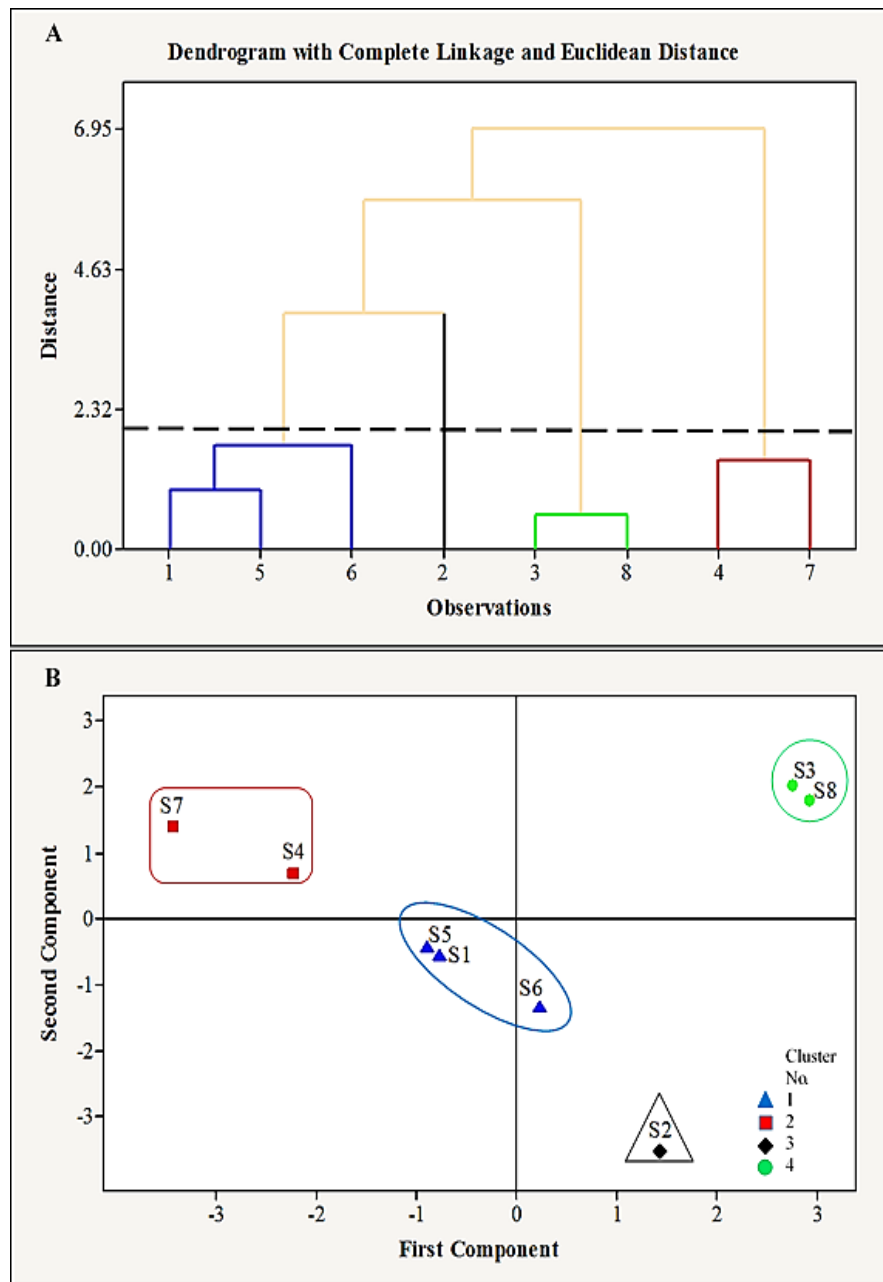 A
Dendrogram with Complete Linkage and Euclidean Distance
6.95
4.63
2.32
0.00
Distance
1 5 6 2 3 8 4 7
Observations
B
3
2
1
0
-1
-2
-3
Second Component
S7
S4
S3
S8
S5
S1
S6
S2
Cluster
No.
1
2
3
4
-3 -2 -1 0 1 2 3
First Component